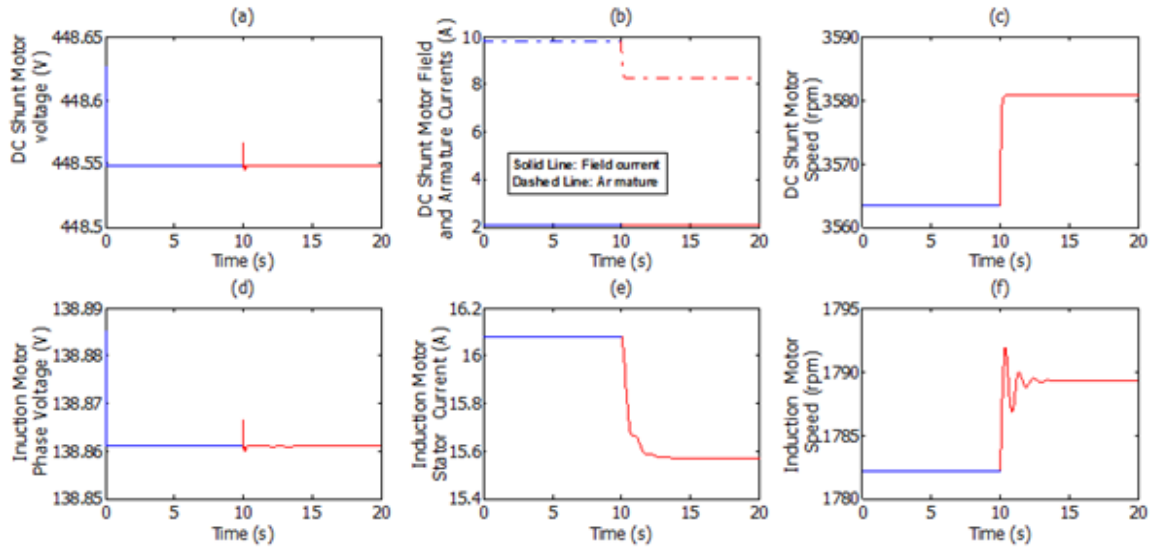 (a)
DC Shunt Motor
voltage (V)
448.65
448.6
448.55
448.5
0 5 10 15 20
Time (s)
(b)
DC Shunt Motor Field
and Armature Currents (A)
10
8
6
4
2
Solid Line: Field current
Dashed Line: Armature
0 5 10 15 20
Time (s)
(c)
DC Shunt Motor
Speed (rpm)
3590
3580
3570
3560
0 5 10 15 20
Time (s)
(d)
Inuction Motor
Phase Voltage (V)
138.89
138.88
138.87
138.86
138.85
0 5 10 15 20
Time (s)
(e)
Induction Motor
Stator Current (A)
16.2
16
15.8
15.6
15.4
0 5 10 15 20
Time (s)
(f)
Induction Motor
Speed (rpm)
1795
1790
1785
1780
0 5 10 15 20
Time (s)